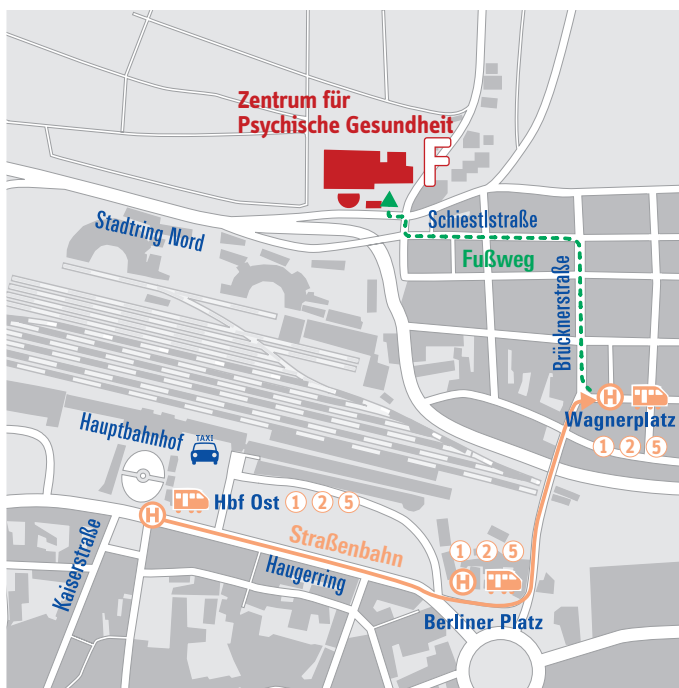 Zentrum für
Psychische Gesundheit
F
Schiestlstraße
Stadtring Nord
Fußweg
Brücknerstraße
H
Wagnerplatz
1 2 5
Hauptbahnhof
TAXI
Hbf Ost 1 2 5
H
Straßenbahn
1 2 5
H
Kaiserstraße
Haugerring
Berliner Platz